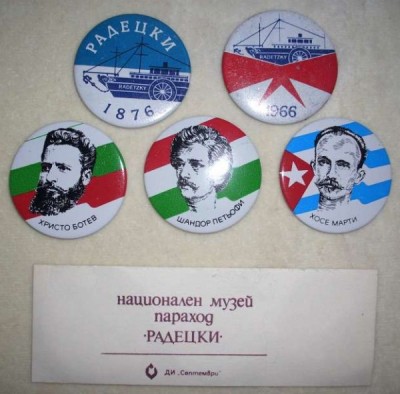 РАДЕЦКИ
RADETZKY
1876
RADETZKY
1966
ХРИСТО БОТЕВ
ШАНДОР ПЕТЬОФИ
ХОСЕ МАРТИ
национален музей
параход
·РАДЕЦКИ·
ДИ „Септември"